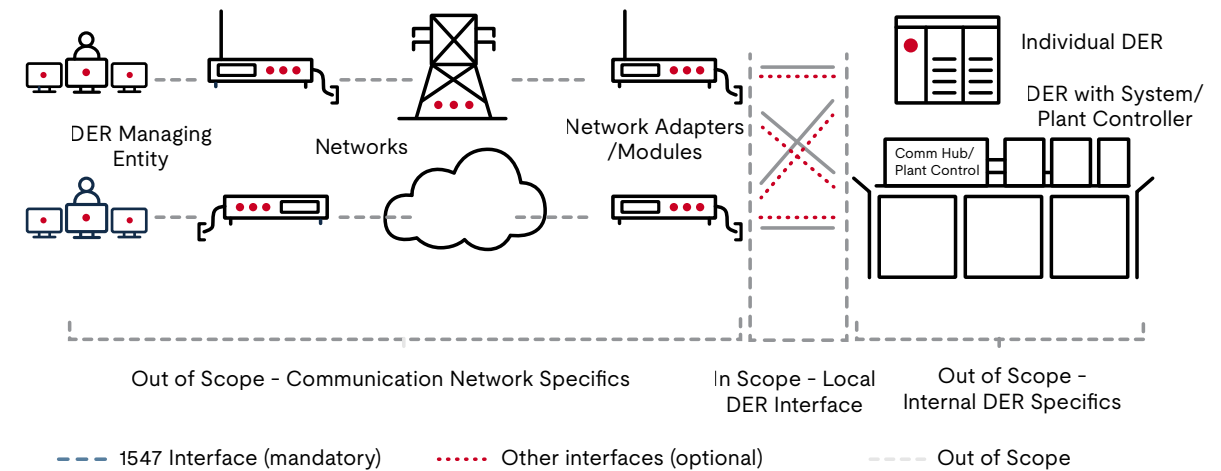 Individual DER
DER with System/
Plant Controller
DER Managing
Entity
Networks
Network Adapters
/Modules
Comm Hub/
Plant Control
Out of Scope - Communication Network Specifics
In Scope - Local
DER Interface
Out of Scope -
Internal DER Specifics
1547 Interface (mandatory)
Other interfaces (optional)
Out of Scope